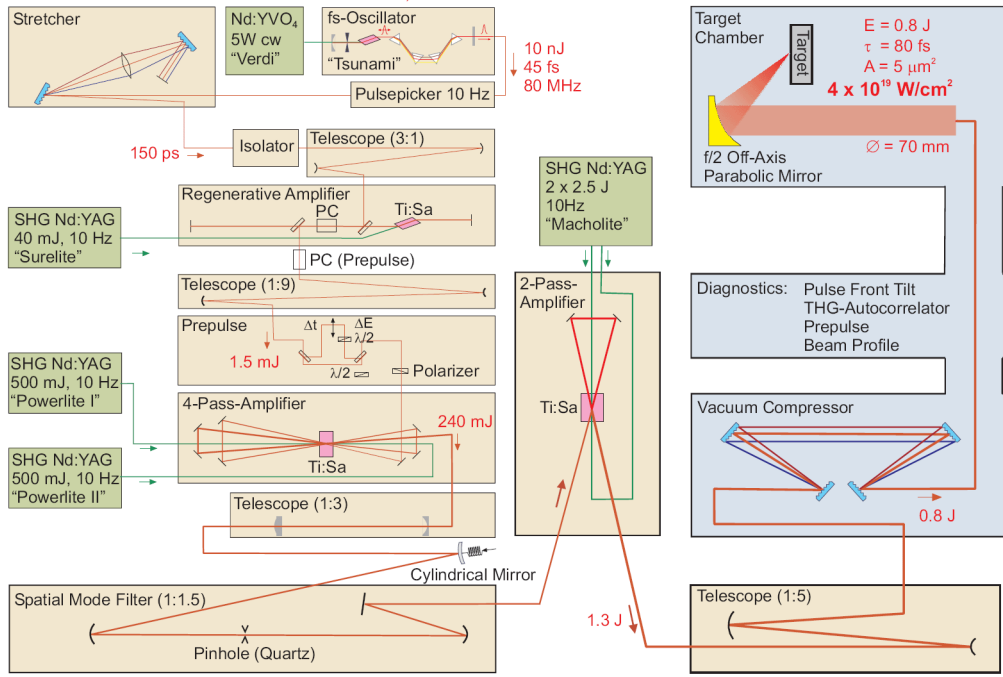 Stretcher
Nd:YVO₄
5W cw
"Verdi"
fs-Oscillator
"Tsunami"
10 nJ
45 fs
80 MHz
Pulsepicker 10 Hz
150 ps
Isolator
Telescope (3:1)
Regenerative Amplifier
PC
Ti:Sa
SHG Nd:YAG
40 mJ, 10 Hz
"Surelite"
PC (Prepulse)
Telescope (1:9)
Prepulse
Δt
ΔE
λ/2
λ/2
1.5 mJ
Polarizer
SHG Nd:YAG
500 mJ, 10 Hz
"Powerlite I"
4-Pass-Amplifier
Ti:Sa
240 mJ
SHG Nd:YAG
500 mJ, 10 Hz
"Powerlite II"
Telescope (1:3)
Cylindrical Mirror
Spatial Mode Filter (1:1.5)
Pinhole (Quartz)
SHG Nd:YAG
2 x 2.5 J
10Hz
"Macholite"
2-Pass-
Amplifier
Ti:Sa
1.3 J
Telescope (1:5)
Vacuum Compressor
0.8 J
Diagnostics:
Pulse Front Tilt
THG-Autocorrelator
Prepulse
Beam Profile
Target
Chamber
Target
E = 0.8 J
τ = 80 fs
A = 5 µm²
4 x 10¹⁹ W/cm²
∅ = 70 mm
f/2 Off-Axis
Parabolic Mirror